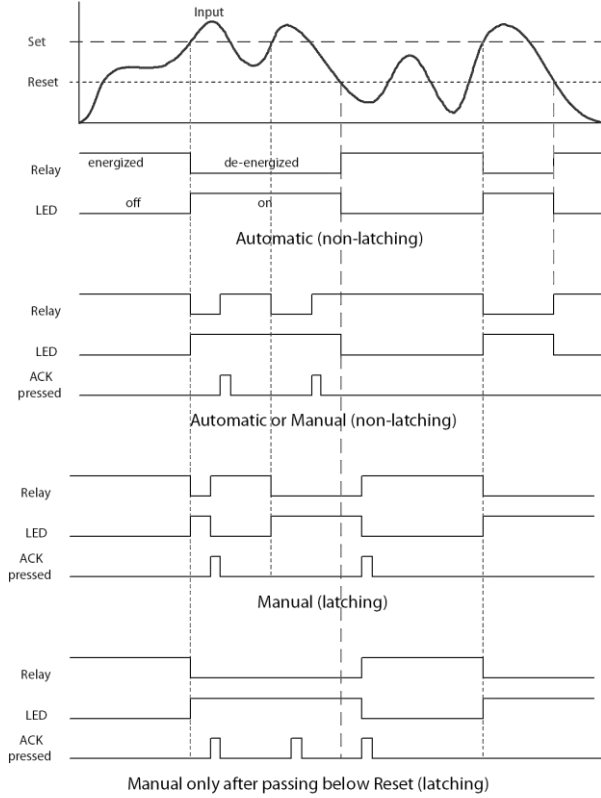 Input
Set
Reset
energized de-energized
Relay
LED off on
Automatic (non-latching)
Relay
LED
ACK
pressed
Automatic or Manual (non-latching)
Relay
LED
ACK
pressed
Manual (latching)
Relay
LED
ACK
pressed
Manual only after passing below Reset (latching)